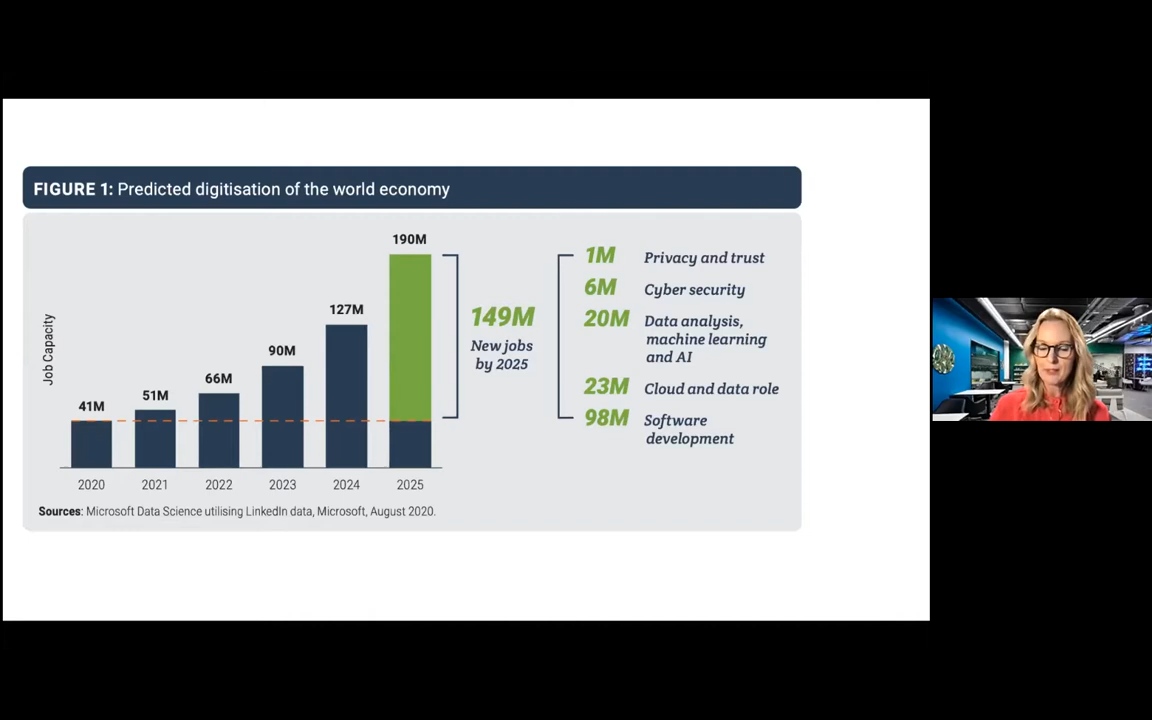 FIGURE 1: Predicted digitisation of the world economy
Job Capacity
41M
51M
66M
90M
127M
190M
2020
2021
2022
2023
2024
2025
149M
New jobs
by 2025
1M Privacy and trust
6M Cyber security
20M Data analysis,
machine learning
and AI
23M Cloud and data role
98M Software
development
Sources: Microsoft Data Science utilising LinkedIn data, Microsoft, August 2020.